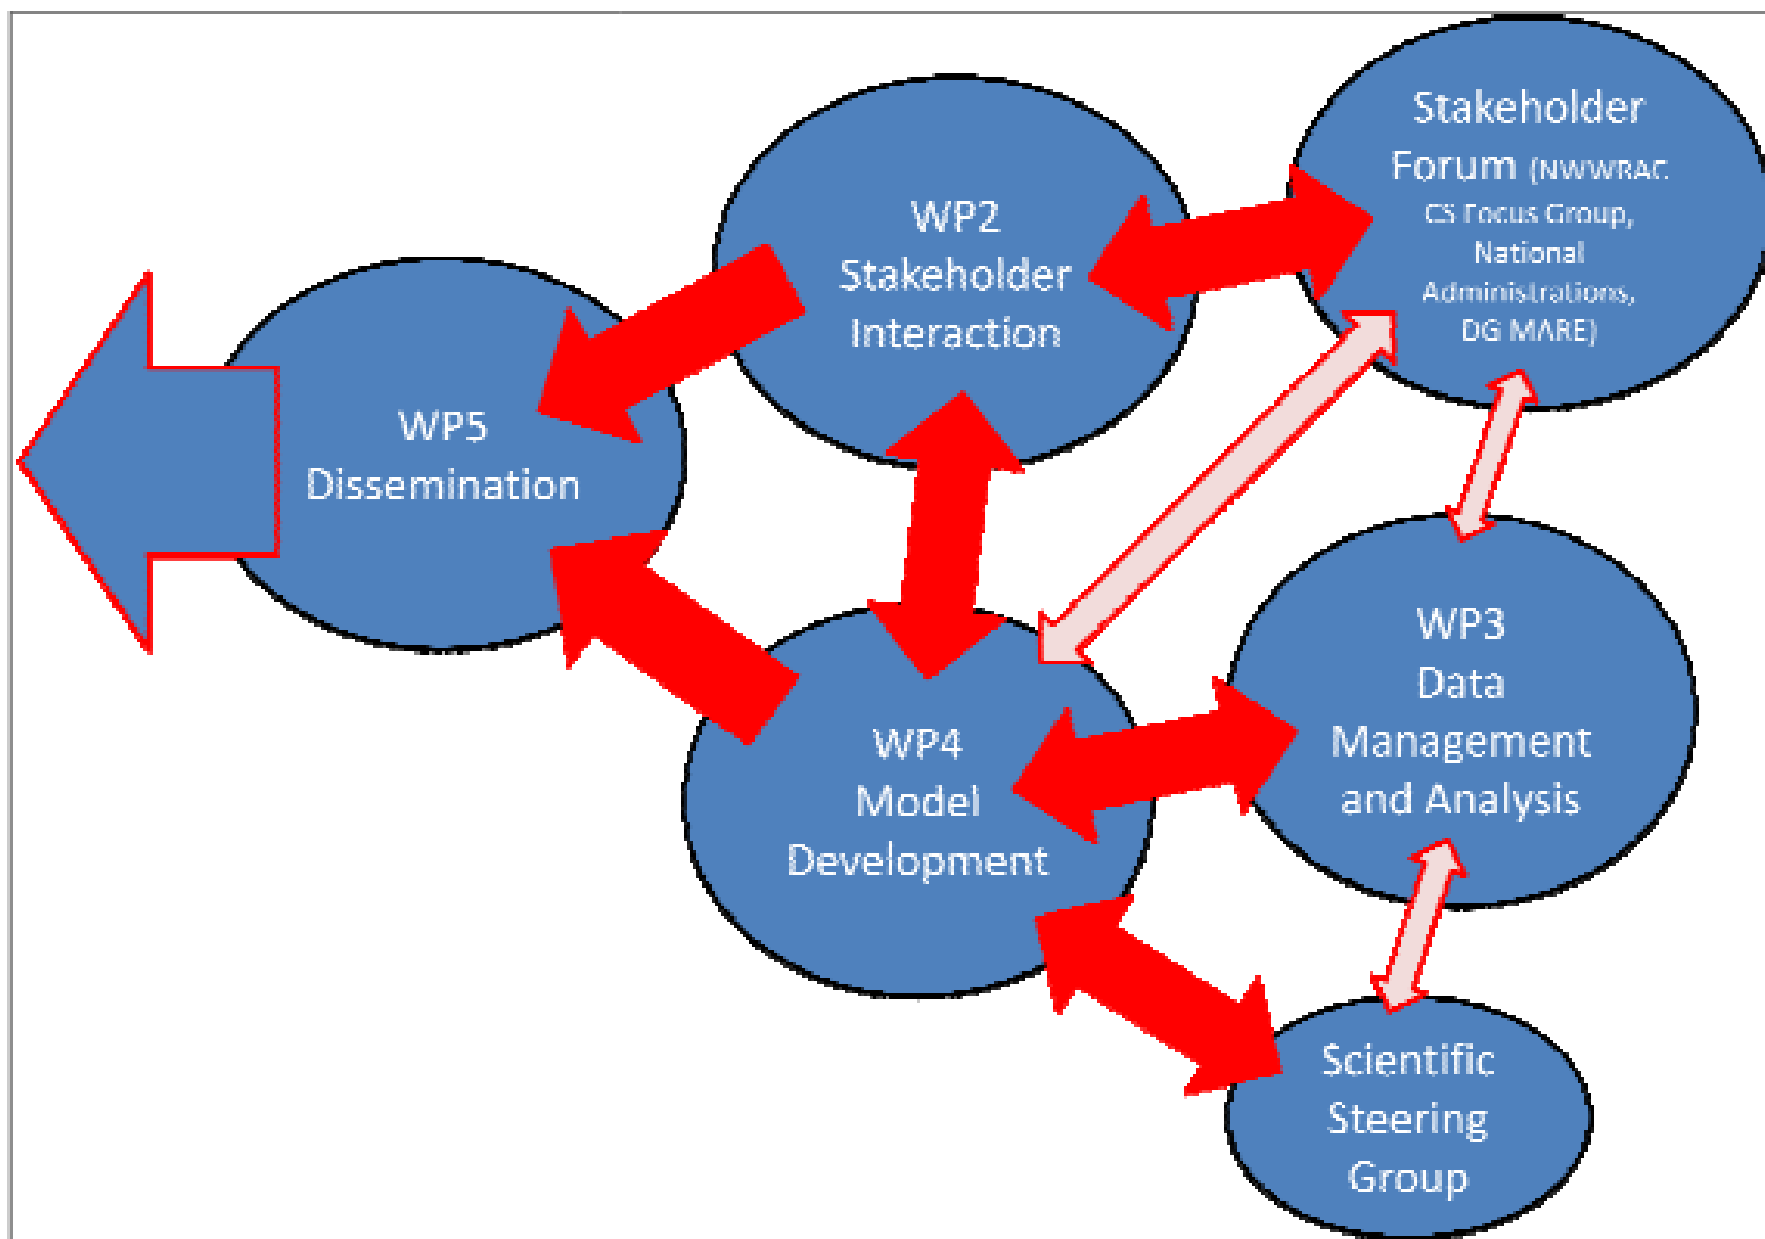 Stakeholder
Forum (NWWRAC
CS Focus Group,
National
Administrations,
DG MARE)
WP2
Stakeholder
Interaction
WP5
Dissemination
WP3
Data
Management
and Analysis
WP4
Model
Development
Scientific
Steering
Group